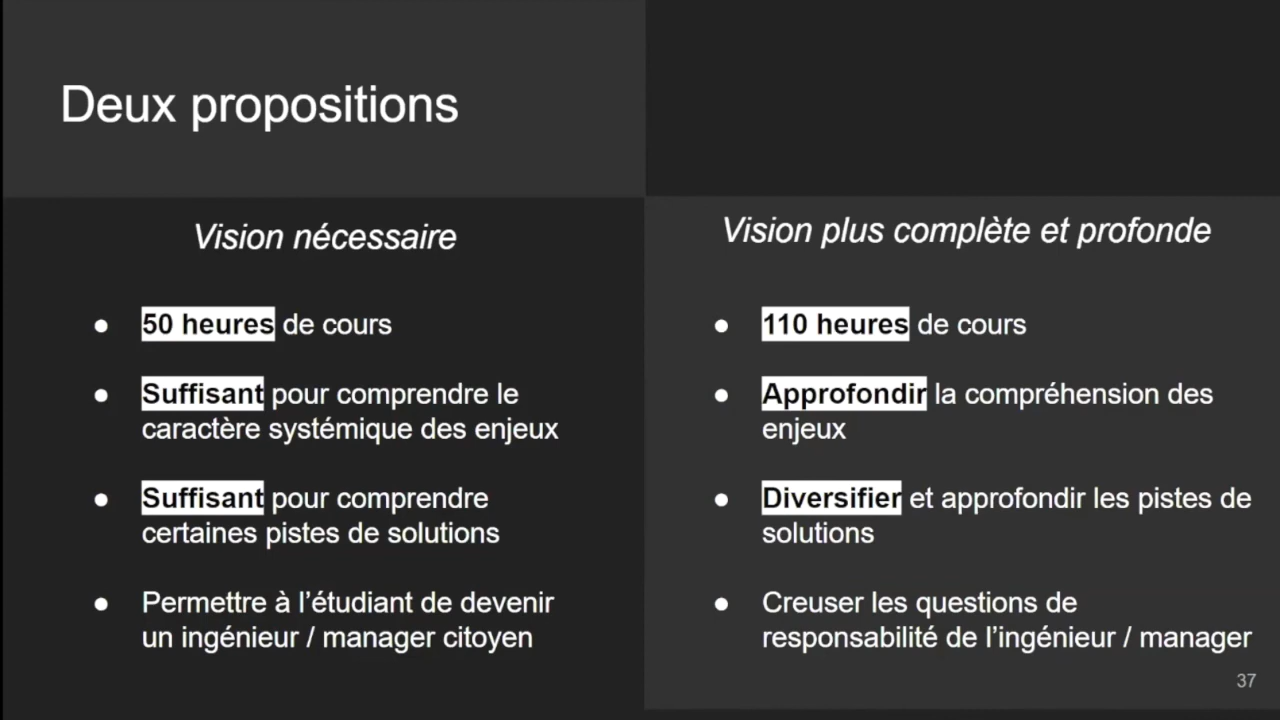 Deux propositions
Vision nécessaire
● 50 heures de cours
● Suffisant pour comprendre le
caractère systémique des enjeux
● Suffisant pour comprendre
certaines pistes de solutions
● Permettre à l’étudiant de devenir
un ingénieur / manager citoyen
Vision plus complète et profonde
● 110 heures de cours
● Approfondir la compréhension des
enjeux
● Diversifier et approfondir les pistes de
solutions
● Creuser les questions de
responsabilité de l’ingénieur / manager
37